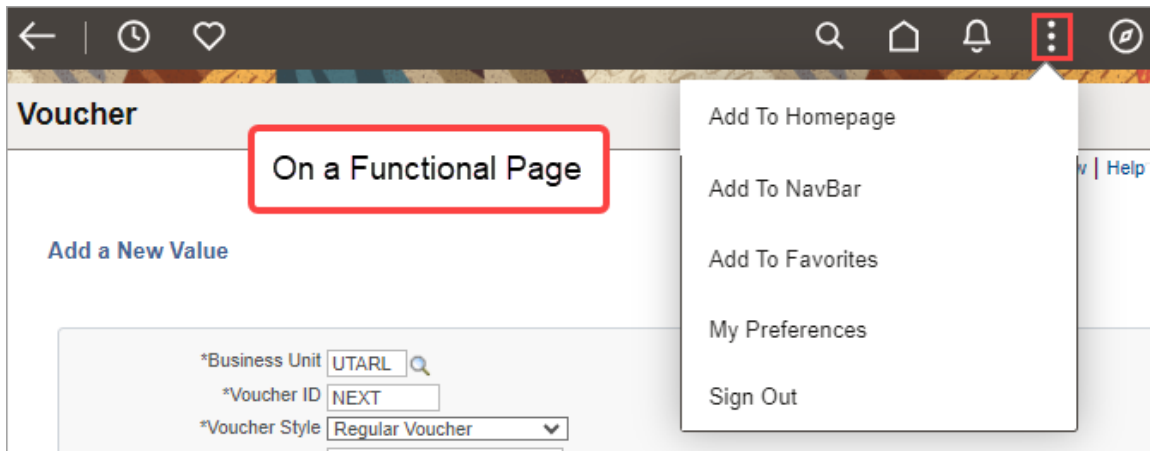 Voucher
On a Functional Page
Add To Homepage
Help
Add To NavBar
Add a New Value
Add To Favorites
My Preferences
*Business Unit UTARL
*Voucher ID NEXT
Sign Out
*Voucher Style Regular Voucher